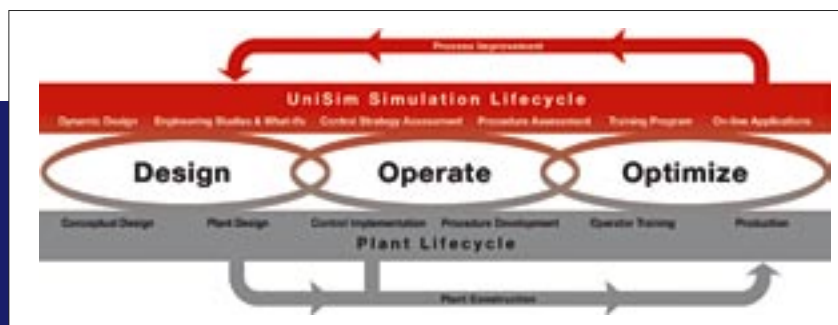 Process Improvement
UniSim Simulation Lifecycle
Dynamic Design Engineering Studies & What-Ifs Control Strategy Assessment Procedure Assessment Training Program On-line Applications
Design Operate Optimize
Conceptual Design Plant Design Control Implementation Procedure Development Operator Training Production
Plant Lifecycle
Plant Construction